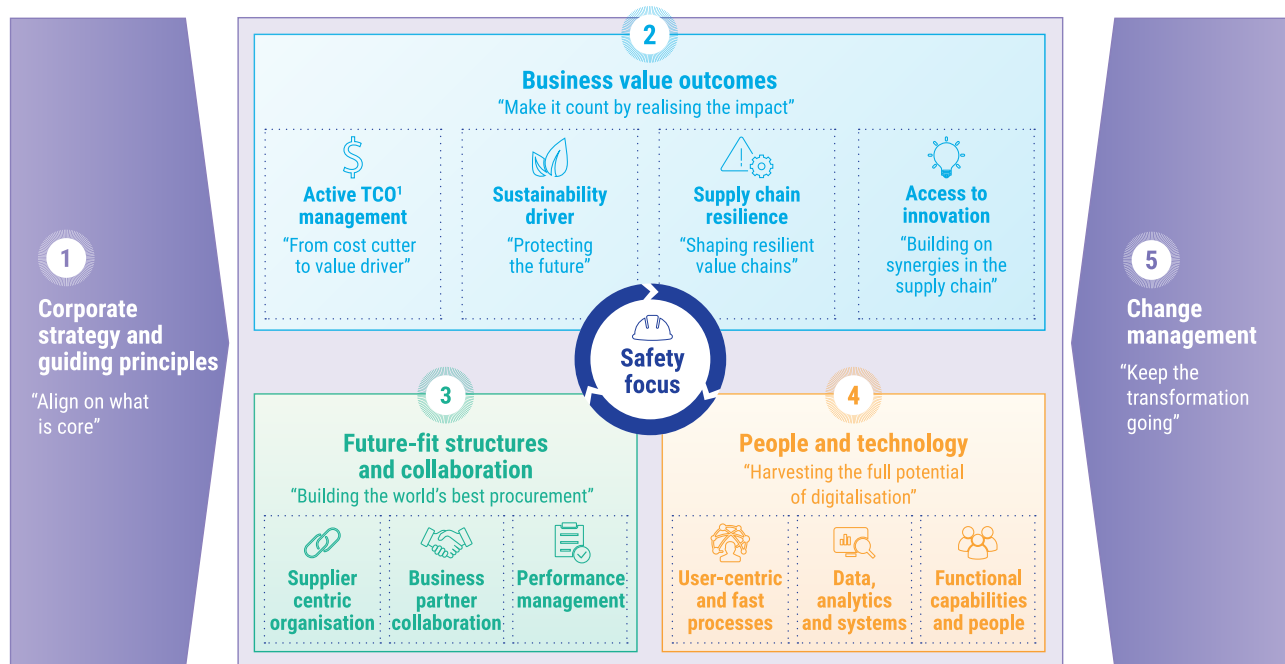 1
Corporate
strategy and
guiding principles
“Align on what
is core”
2
Business value outcomes
“Make it count by realising the impact”
Active TCO¹
management
“From cost cutter
to value driver”
Sustainability
driver
“Protecting
the future”
Supply chain
resilience
“Shaping resilient
value chains”
Access to
innovation
“Building on
synergies in the
supply chain”
Safety
focus
3
Future-fit structures
and collaboration
“Building the world’s best procurement”
Supplier
centric
organisation
Business
partner
collaboration
Performance
management
4
People and technology
“Harvesting the full potential
of digitalisation”
User-centric
and fast
processes
Data,
analytics
and systems
Functional
capabilities
and people
5
Change
management
“Keep the
transformation
going”